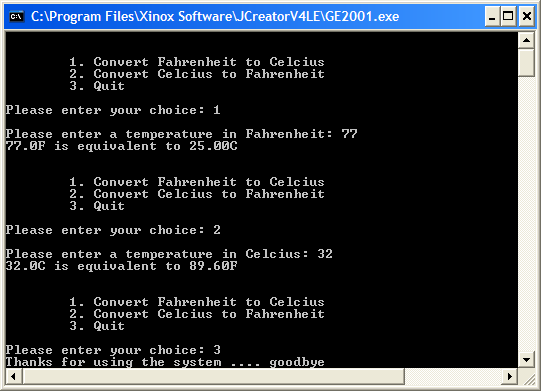 C:\Program Files\Xinox Software\JCreatorV4LE\GE2001.exe
1. Convert Fahrenheit to Celcius
2. Convert Celcius to Fahrenheit
3. Quit
Please enter your choice: 1
Please enter a temperature in Fahrenheit: 77
77.0F is equivalent to 25.00C
1. Convert Fahrenheit to Celcius
2. Convert Celcius to Fahrenheit
3. Quit
Please enter your choice: 2
Please enter a temperature in Celcius: 32
32.0C is equivalent to 89.60F
1. Convert Fahrenheit to Celcius
2. Convert Celcius to Fahrenheit
3. Quit
Please enter your choice: 3
Thanks for using the system .... goodbye